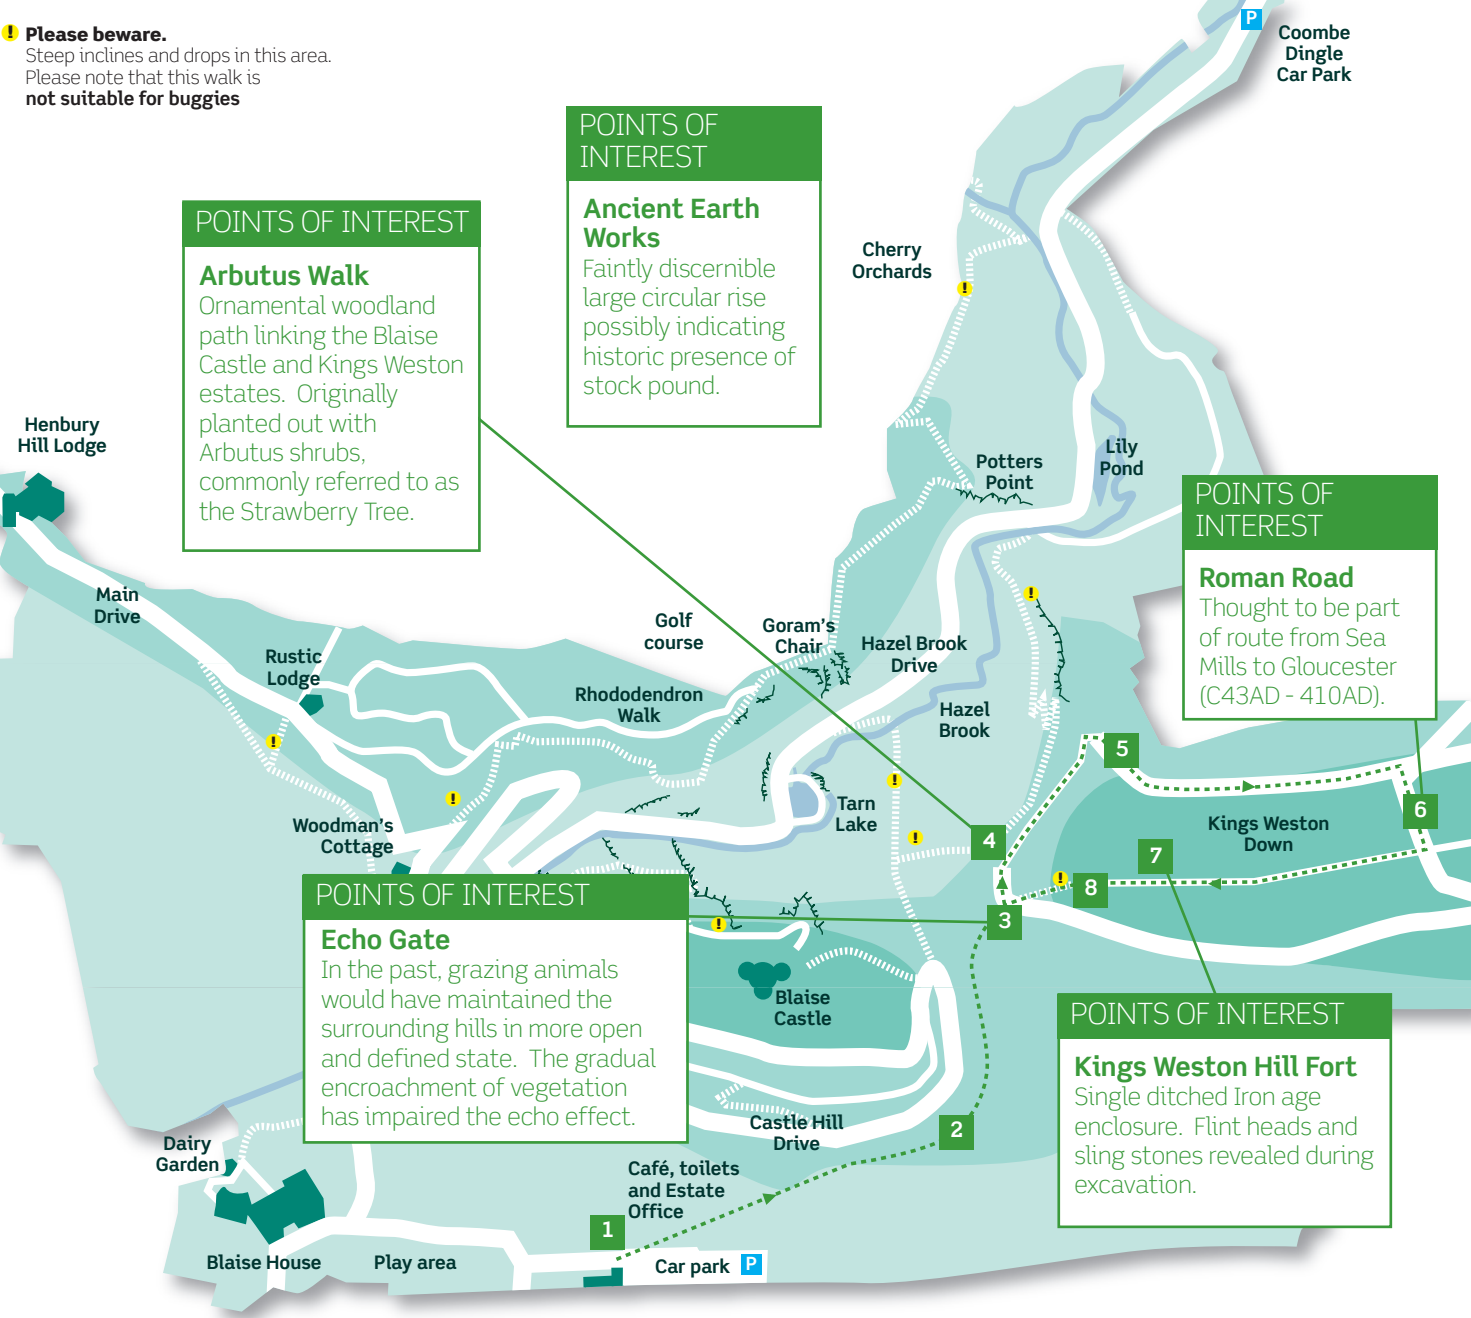 ! Please beware.
Steep inclines and drops in this area.
Please note that this walk is
not suitable for buggies
P
Coombe
Dingle
Car Park
POINTS OF
INTEREST
Ancient Earth
Works
Faintly discernible
large circular rise
possibly indicating
historic presence of
stock pound.
POINTS OF INTEREST
Arbutus Walk
Ornamental woodland
path linking the Blaise
Castle and Kings Weston
estates. Originally
planted out with
Arbutus shrubs,
commonly referred to as
the Strawberry Tree.
Cherry
Orchards
!
Henbury
Hill Lodge
Potters
Point
Lily
Pond
POINTS OF
INTEREST
Roman Road
Thought to be part
of route from Sea
Mills to Gloucester
(C43AD - 410AD).
Main
Drive
!
Golf
course
Goram's
Chair
Hazel Brook
Drive
Rustic
Lodge
Rhododendron
Walk
Hazel
Brook
!
5
!
!
Tarn
Lake
6
Woodman's
Cottage
!
4
Kings Weston
Down
7
!
8
3
POINTS OF INTEREST
Echo Gate
In the past, grazing animals
would have maintained the
surrounding hills in more open
and defined state. The gradual
encroachment of vegetation
has impaired the echo effect.
!
Blaise
Castle
POINTS OF INTEREST
Kings Weston Hill Fort
Single ditched Iron age
enclosure. Flint heads and
sling stones revealed during
excavation.
Castle Hill
Drive
2
Dairy
Garden
Café, toilets
and Estate
Office
1
Blaise House
Play area
Car park P